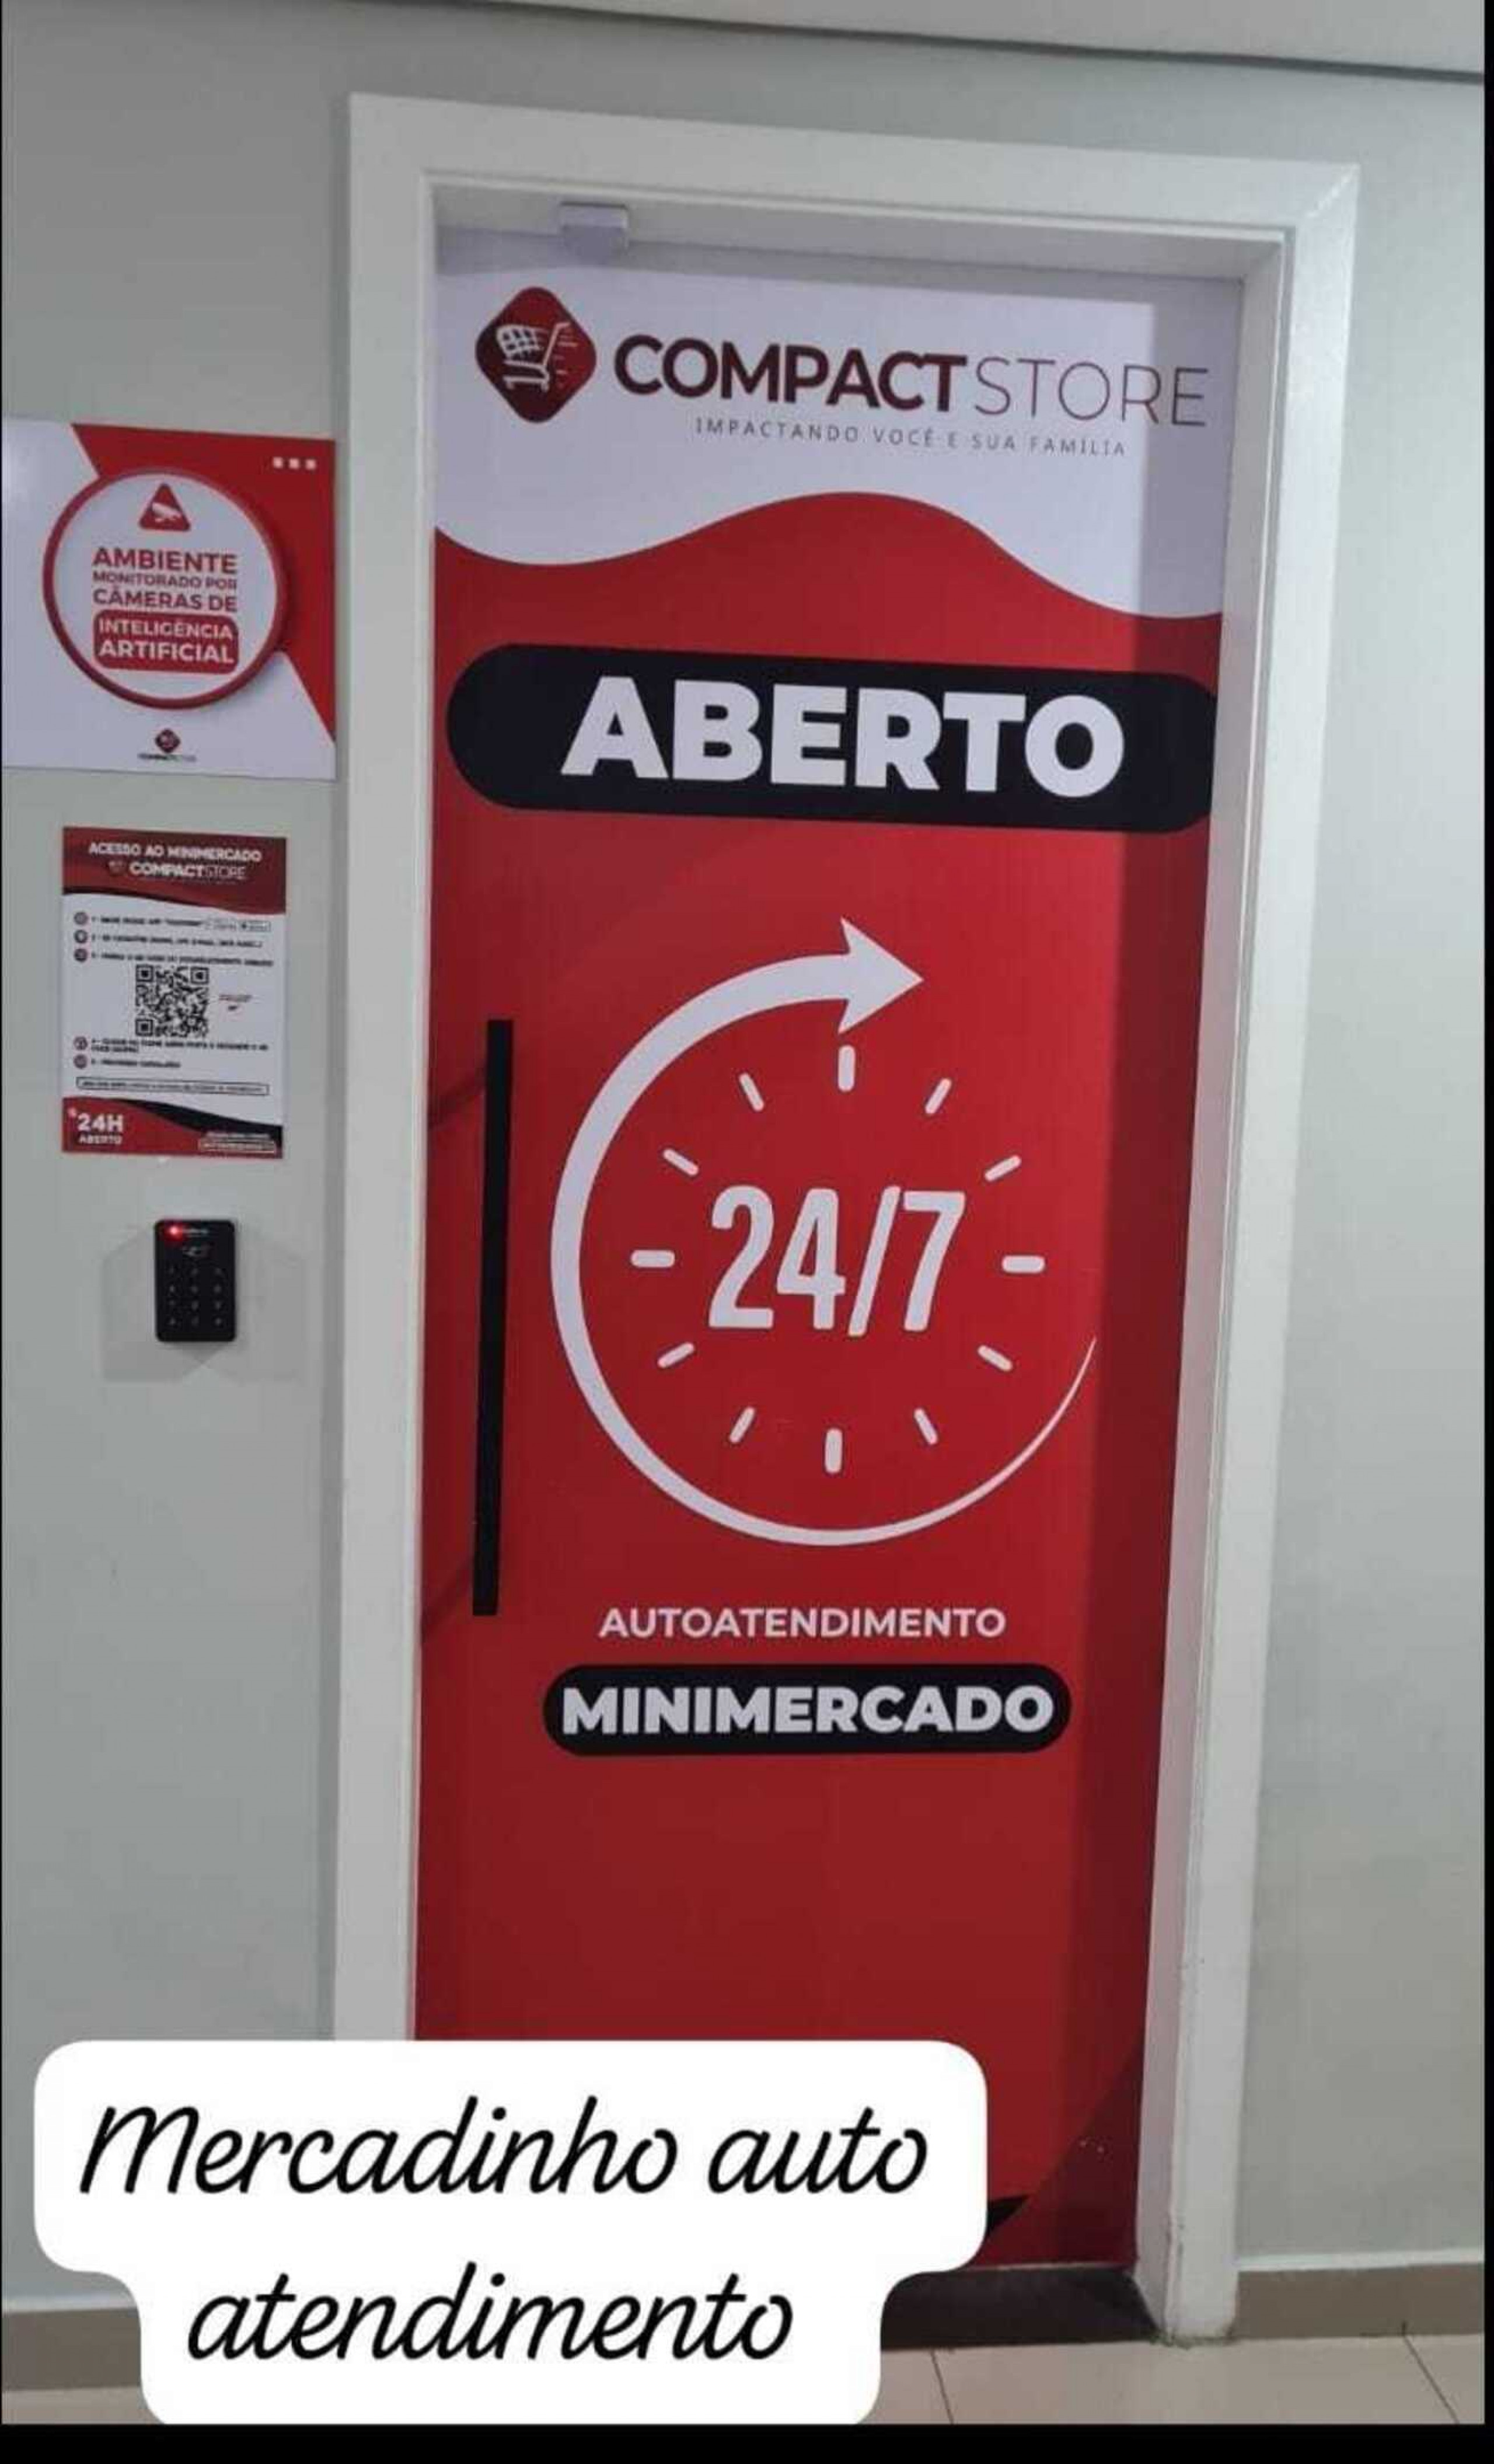 COMPACTSTORE
IMPACTANDO VOCÊ E SUA FAMÍLIA
AMBIENTE
MONITORADO POR
CÂMERAS DE
INTELIGÊNCIA
ARTIFICIAL
ABERTO
ACESSO AO MINIMERCADO
COMPACTSTORE
24H
ABERTO
24/7
AUTOATENDIMENTO
MINIMERCADO
Mercadinho auto
atendimento